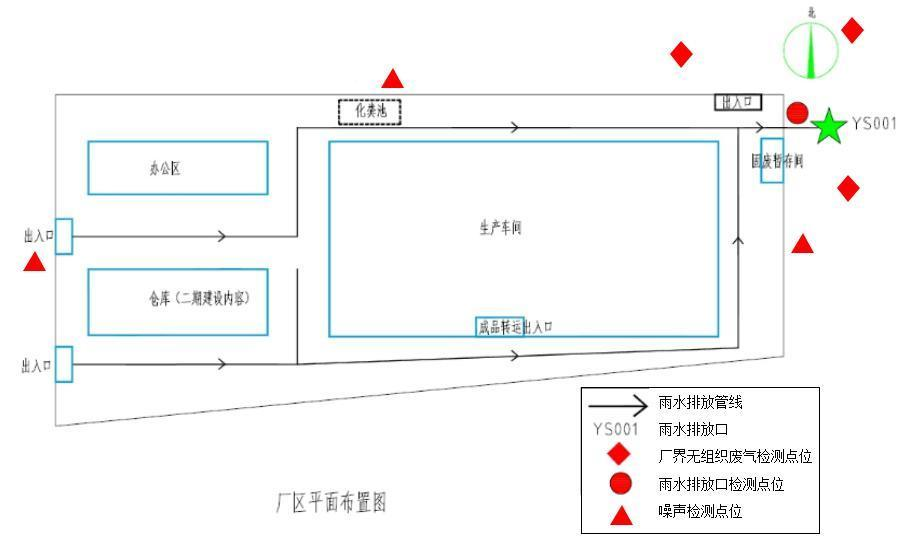 北
出入口
化粪池
YS001
固废暂存间
办公区
生产车间
出入口
仓库（二期建设内容）
成品转运出入口
出入口
雨水排放管线
YS001 雨水排放口
厂界无组织废气检测点位
雨水排放口检测点位
噪声检测点位
厂区平面布置图